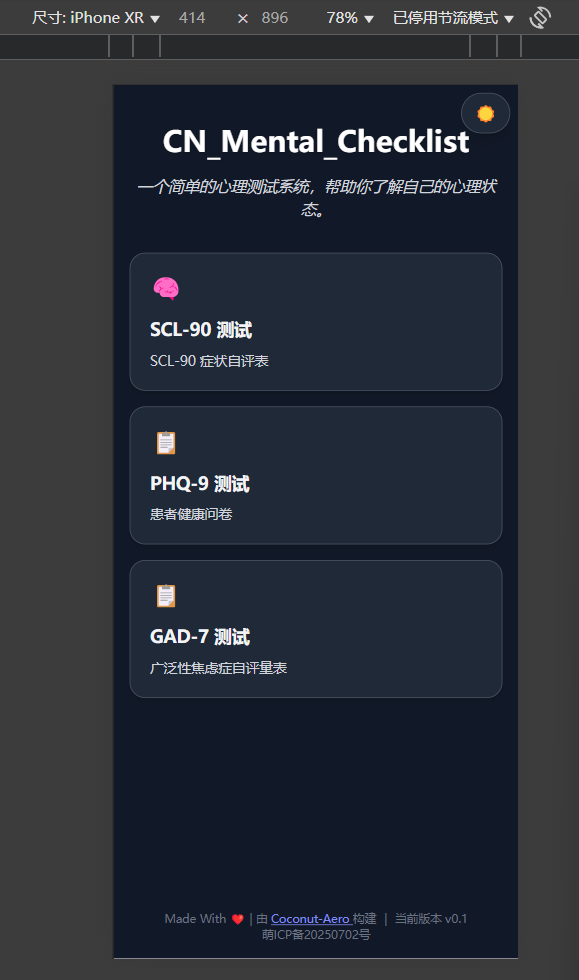 尺寸: iPhone XR ▼ 414 × 896 78% ▼ 已停用节流模式 ▼
CN_Mental_Checklist
一个简单的心理测试系统，帮助你了解自己的心理状
态。
SCL-90 测试
SCL-90 症状自评表
PHQ-9 测试
患者健康问卷
GAD-7 测试
广泛性焦虑症自评量表
Made With ❤️ | 由 Coconut-Aero 构建 | 当前版本 v0.1
萌ICP备20250702号